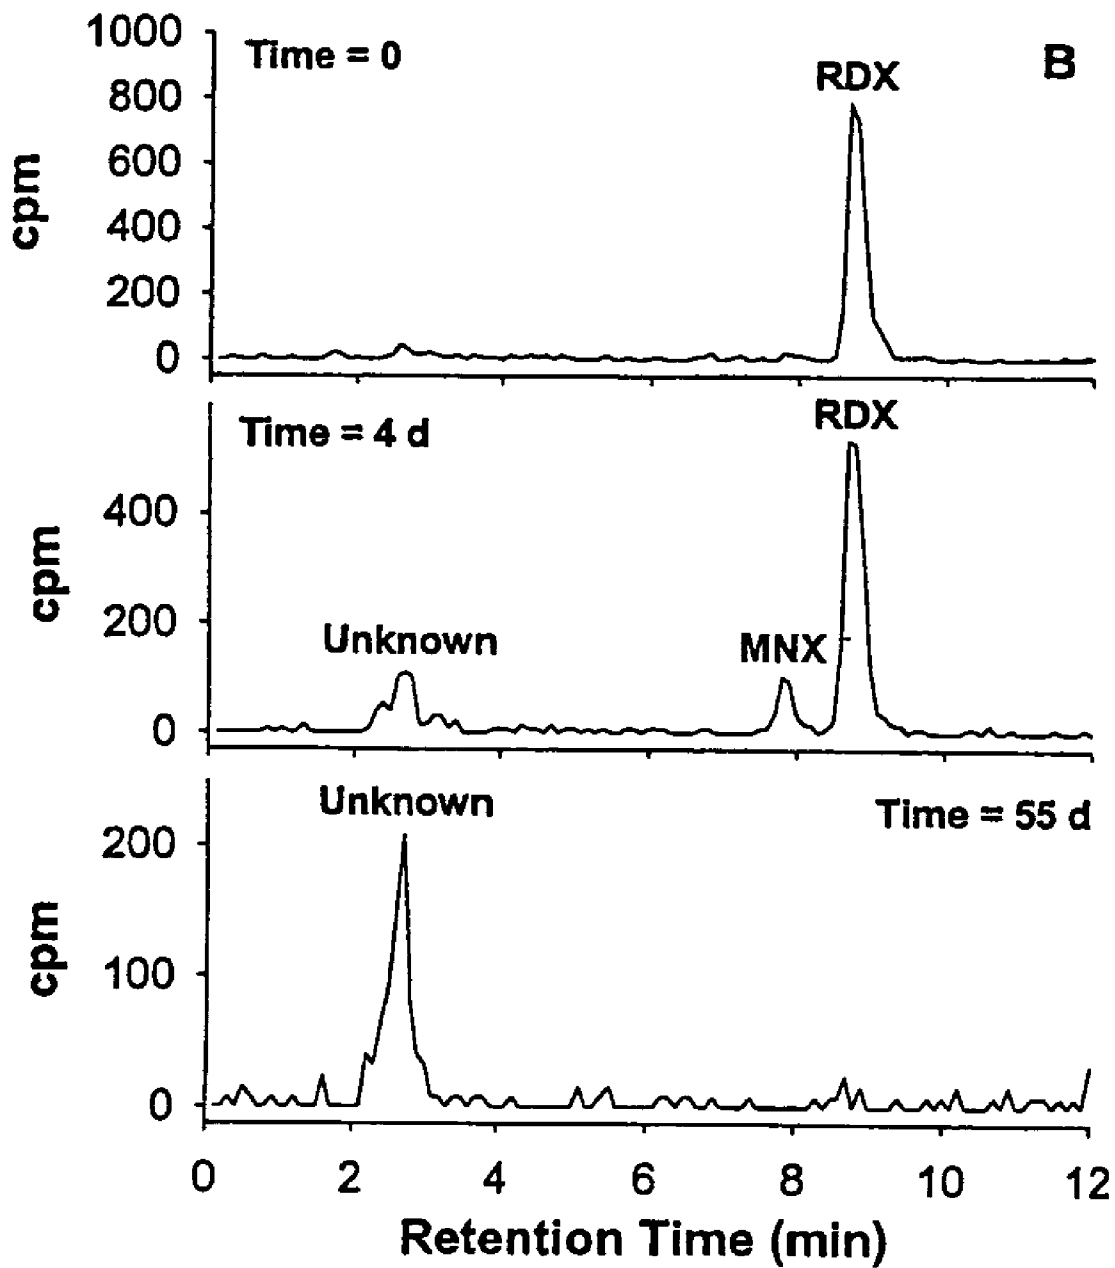 1000
Time = 0
B
RDX
800
600
cpm
400
200
0
RDX
Time = 4 d
400
cpm
200
Unknown
MNX
0
Unknown
Time = 55 d
200
cpm
100
0
0 2 4 6 8 10 12
Retention Time (min)